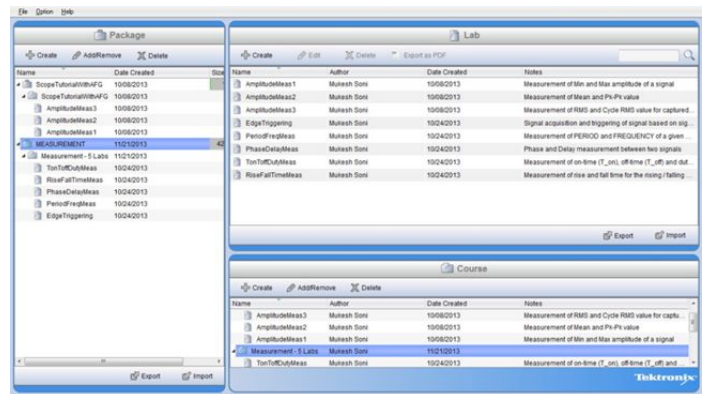 File Option Help
Package
Create Add/Remove Delete
Name Date Created Size
ScopeTutorialWithAFG 10/08/2013
ScopeTutorialWithAFG 10/08/2013
AmplitudeMeas3 10/08/2013
AmplitudeMeas2 10/08/2013
AmplitudeMeas1 10/08/2013
MEASUREMENT 11/21/2013 42
Measurement - 5 Labs 11/21/2013
TonToffDutyMeas 10/24/2013
RiseFallTimeMeas 10/24/2013
PhaseDelayMeas 10/24/2013
PeriodFreqMeas 10/24/2013
EdgeTriggering 10/24/2013
Export Import
Lab
Create Edit Delete Export as PDF
Name Author Date Created Notes
AmplitudeMeas1 Mukesh Soni 10/08/2013 Measurement of Min and Max amplitude of a signal
AmplitudeMeas2 Mukesh Soni 10/08/2013 Measurement of Mean and Pk-Pk value
AmplitudeMeas3 Mukesh Soni 10/08/2013 Measurement of RMS and Cycle RMS value for captured...
EdgeTriggering Mukesh Soni 10/24/2013 Signal acquisition and triggering of signal based on sig...
PeriodFreqMeas Mukesh Soni 10/24/2013 Measurement of PERIOD and FREQUENCY of a given ...
PhaseDelayMeas Mukesh Soni 10/24/2013 Phase and Delay measurement between two signals
TonToffDutyMeas Mukesh Soni 10/24/2013 Measurement of on-time (T_on), off-time (T_off) and dut...
RiseFallTimeMeas Mukesh Soni 10/24/2013 Measurement of rise and fall time for the rising / falling ...
Export Import
Course
Create Add/Remove Delete
Name Author Date Created Notes
AmplitudeMeas3 Mukesh Soni 10/08/2013 Measurement of RMS and Cycle RMS value for captu...
AmplitudeMeas2 Mukesh Soni 10/08/2013 Measurement of Mean and Pk-Pk value
AmplitudeMeas1 Mukesh Soni 10/08/2013 Measurement of Min and Max amplitude of a signal
Measurement - 5 Labs Mukesh Soni 11/21/2013
TonToffDutyMeas Mukesh Soni 10/24/2013 Measurement of on-time (T_on), off-time (T_off) and ...
Tektronix